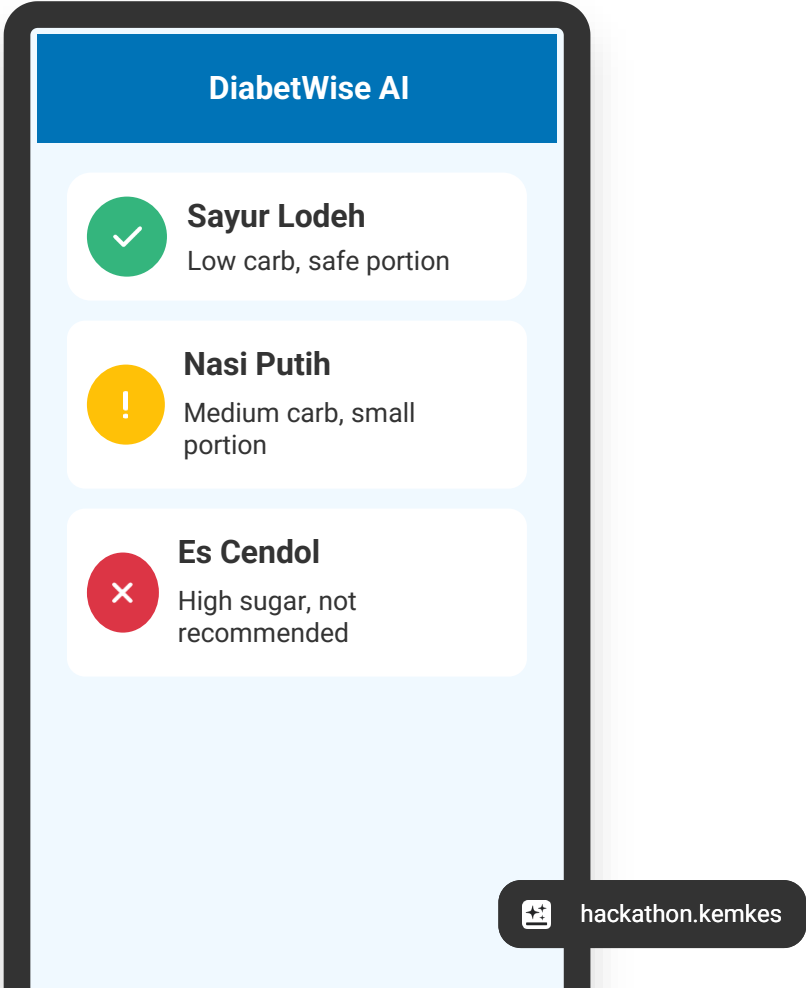 DiabetWise AI
Sayur Lodeh
Low carb, safe portion
Nasi Putih
Medium carb, small
portion
Es Cendol
High sugar, not
recommended
hackathon.kemkes